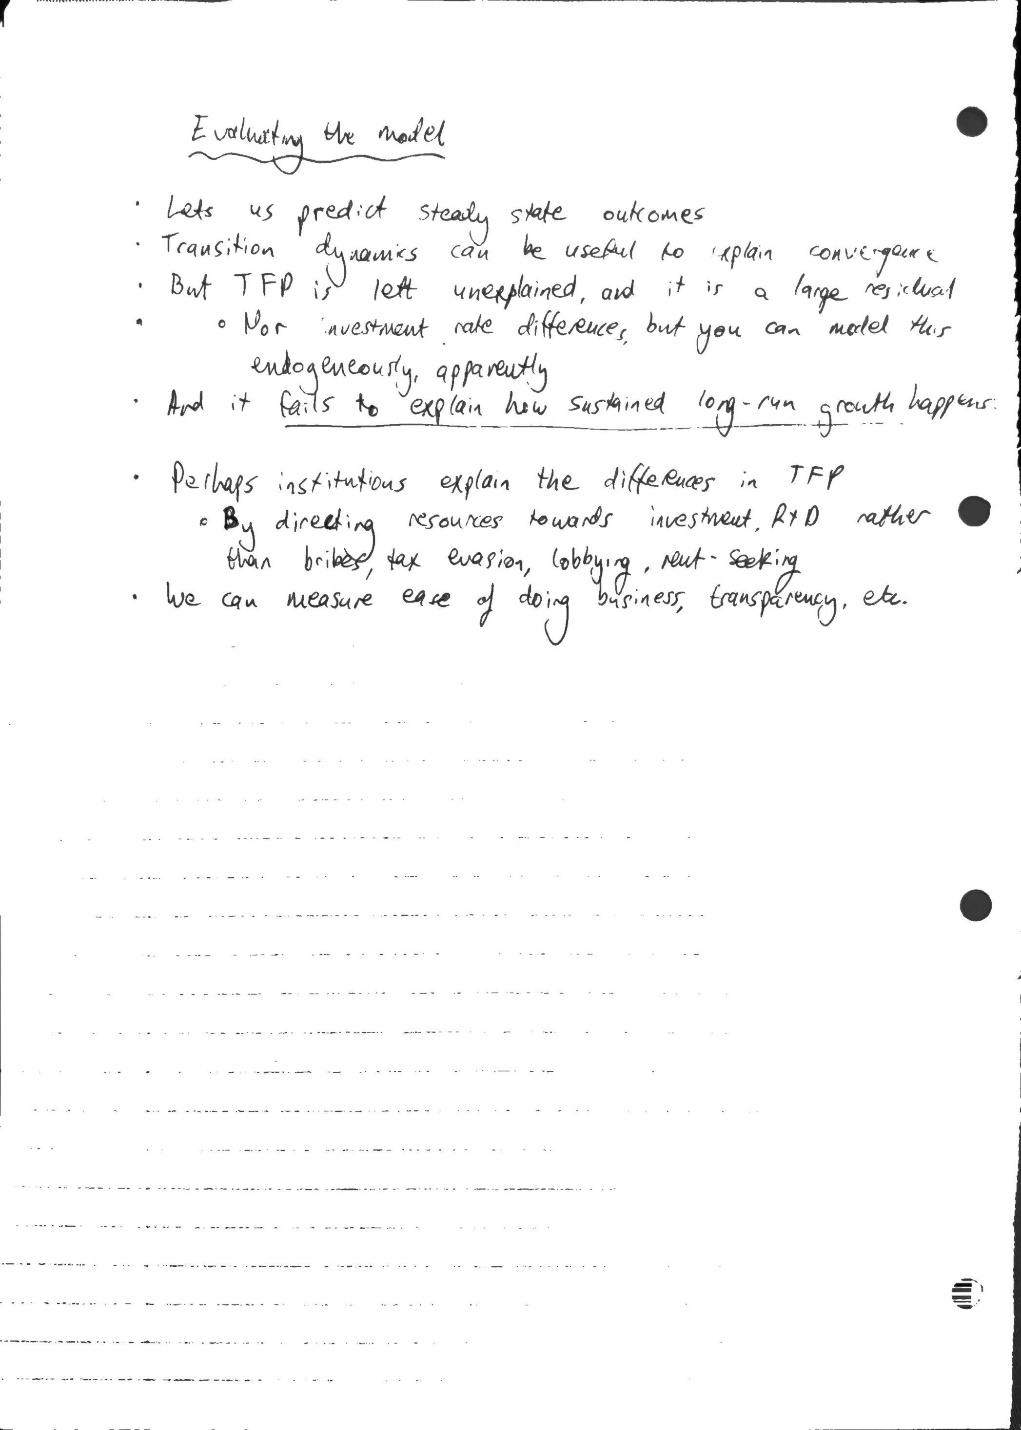 Evaluating the model
· Lets us predict steady state outcomes
· Transition dynamics can be useful to explain convergence
· But TFP is left unexplained, and it is a large residual
· o Nor investment rate differences, but you can model this
endogeneously, apparently
· And it fails to explain how sustained long-run growth happens.
· Perhaps institutions explain the differences in TFP
o By directing resources towards investment, R+D rather
than bribes, tax evasion, lobbying, rent-seeking
· We can measure ease of doing business, transparency, etc.